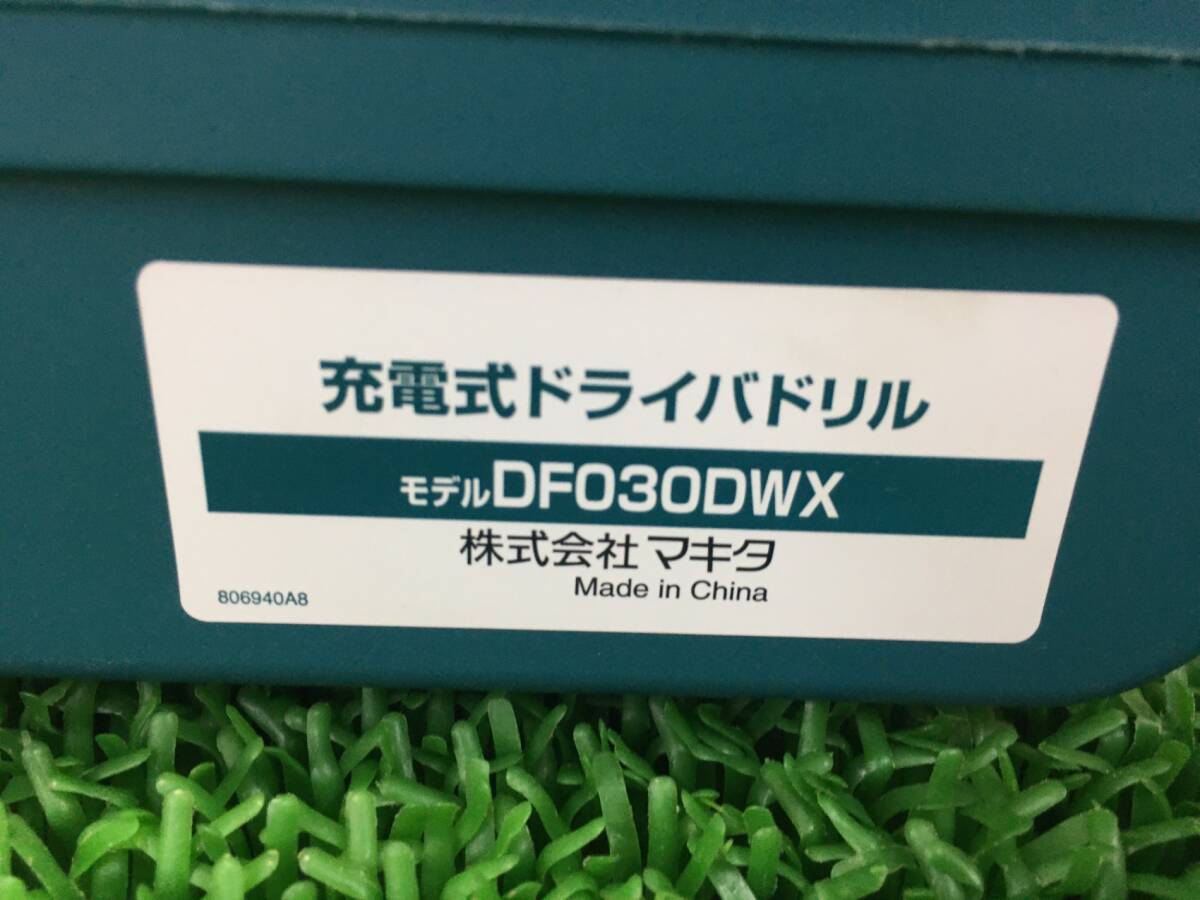 充電式ドライバドリル
モデルDF030DWX
株式会社マキタ
Made in China
806940A8